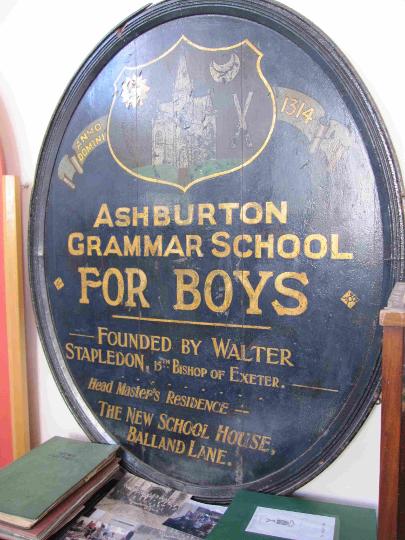 ANNO
DOMINI
1314
ASHBURTON
GRAMMAR SCHOOL
FOR BOYS
FOUNDED BY WALTER
STAPLEDON, 15TH BISHOP OF EXETER.
Head Master's Residence
THE NEW SCHOOL HOUSE,
BALLAND LANE.